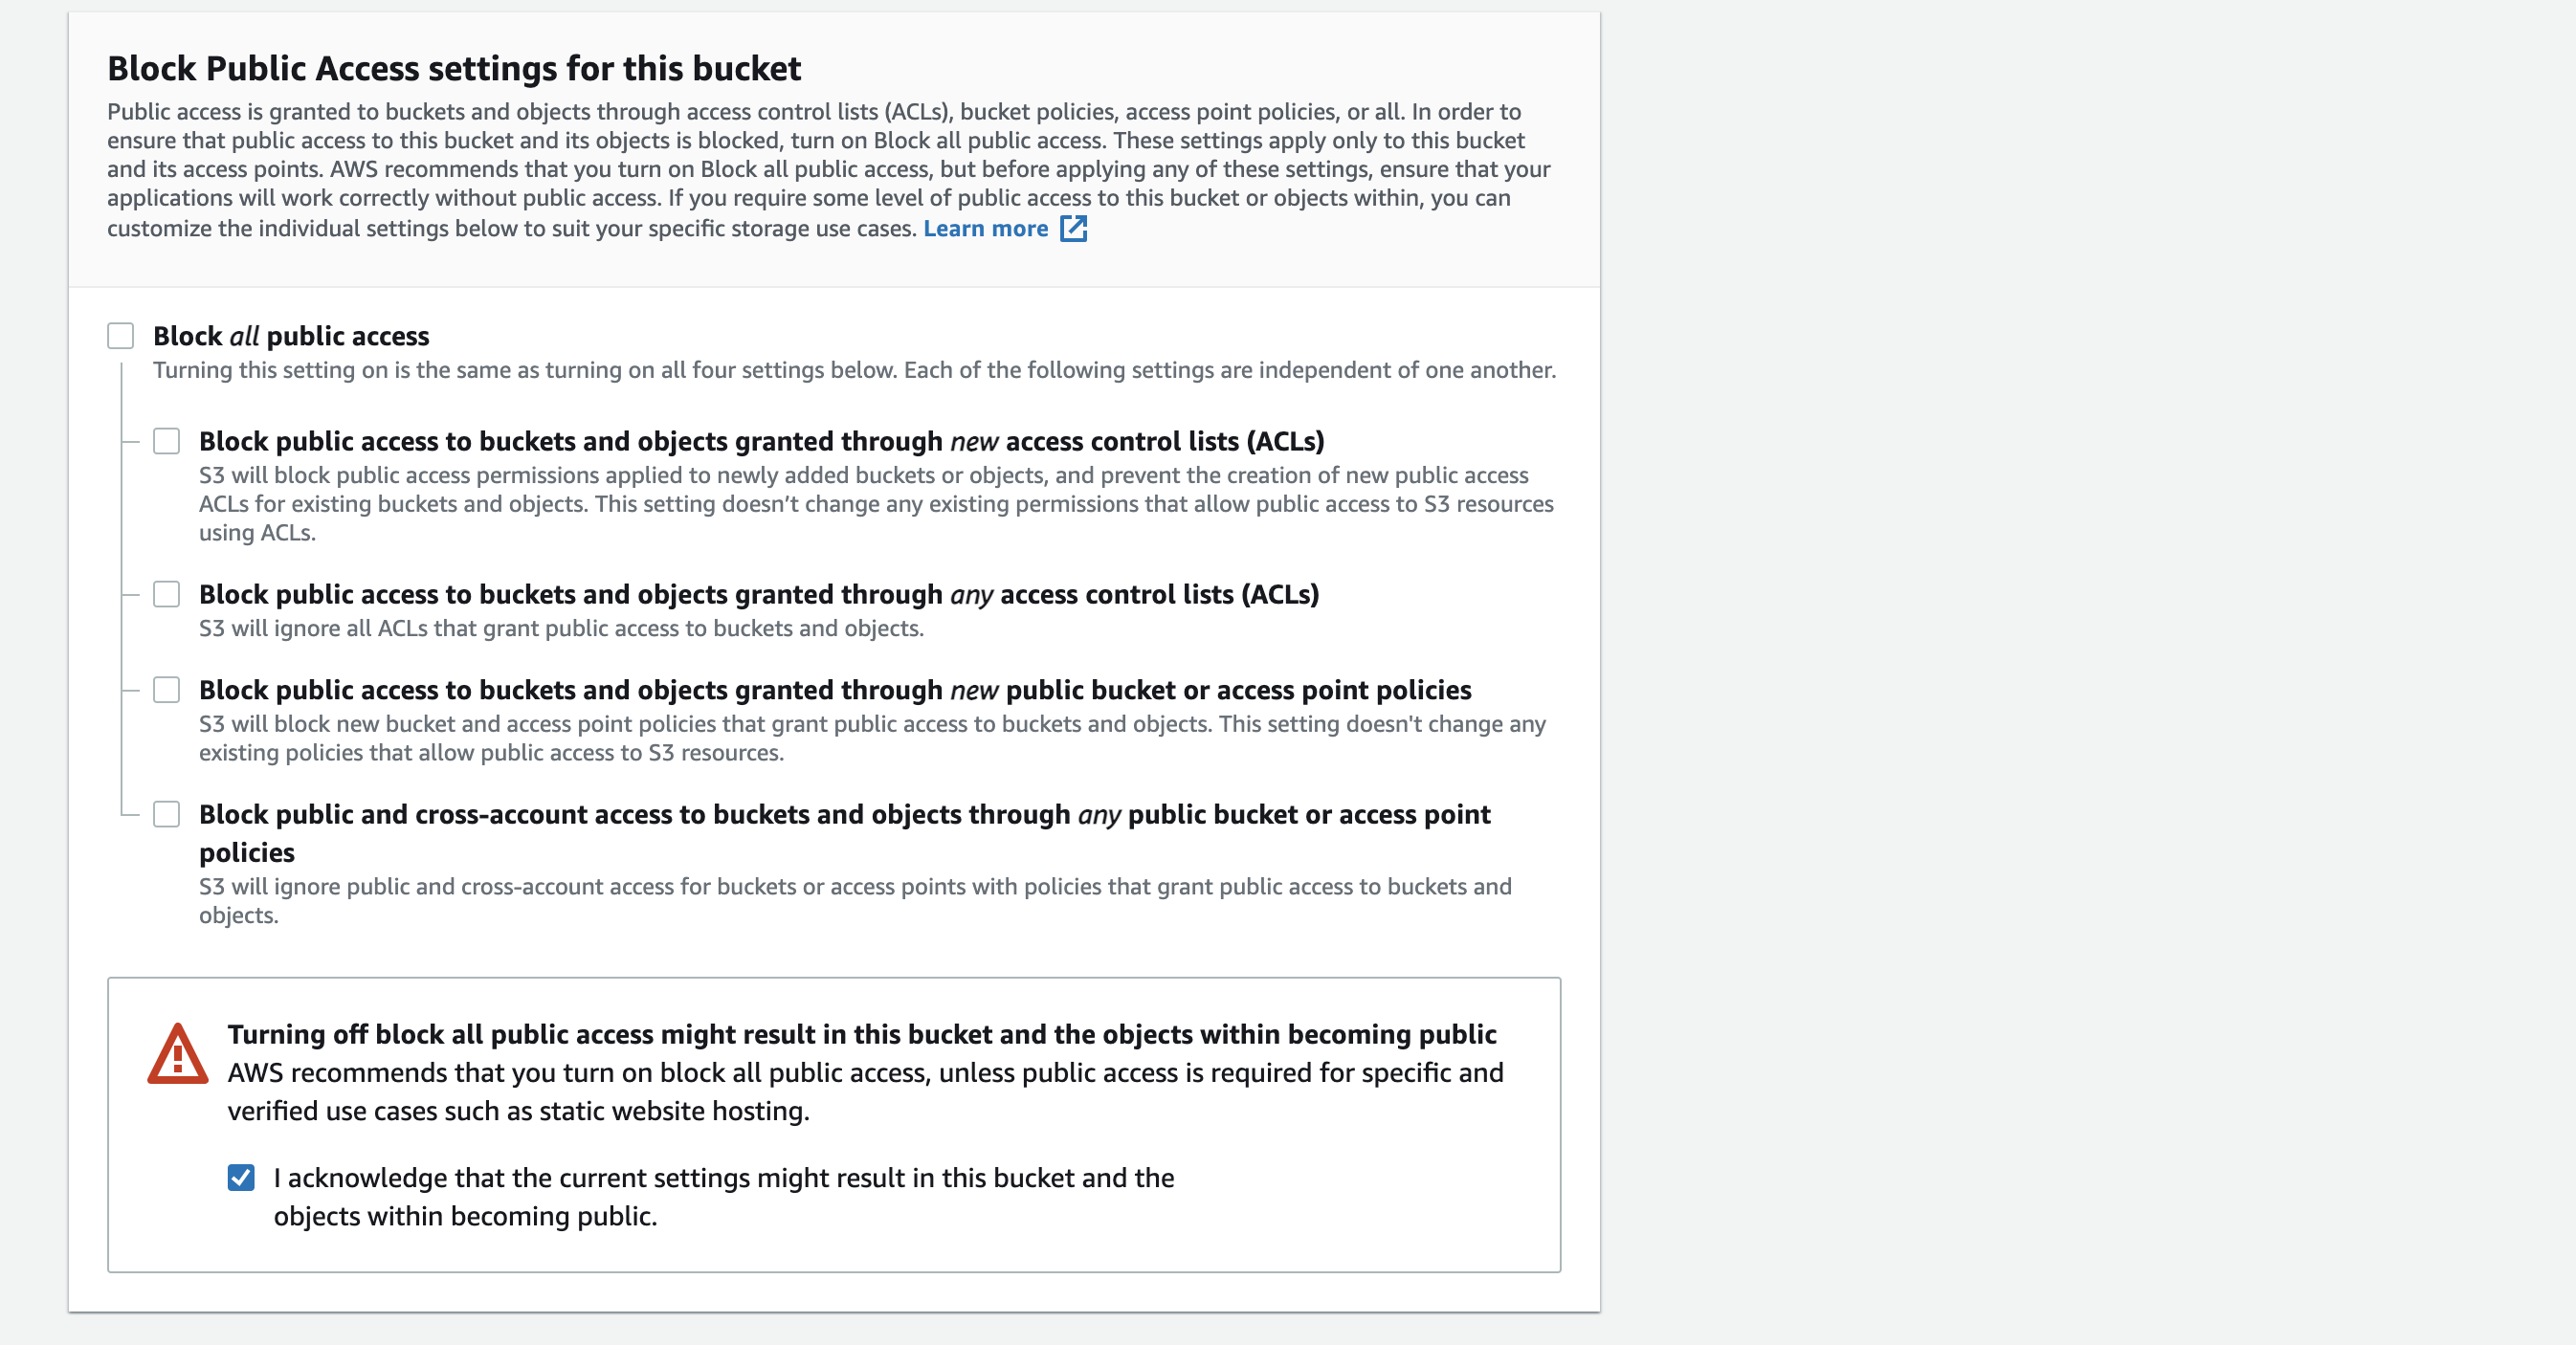 Block Public Access settings for this bucket
Public access is granted to buckets and objects through access control lists (ACLs), bucket policies, access point policies, or all. In order to
ensure that public access to this bucket and its objects is blocked, turn on Block all public access. These settings apply only to this bucket
and its access points. AWS recommends that you turn on Block all public access, but before applying any of these settings, ensure that your
applications will work correctly without public access. If you require some level of public access to this bucket or objects within, you can
customize the individual settings below to suit your specific storage use cases. Learn more
Block all public access
Turning this setting on is the same as turning on all four settings below. Each of the following settings are independent of one another.
Block public access to buckets and objects granted through new access control lists (ACLs)
S3 will block public access permissions applied to newly added buckets or objects, and prevent the creation of new public access
ACLs for existing buckets and objects. This setting doesn’t change any existing permissions that allow public access to S3 resources
using ACLs.
Block public access to buckets and objects granted through any access control lists (ACLs)
S3 will ignore all ACLs that grant public access to buckets and objects.
Block public access to buckets and objects granted through new public bucket or access point policies
S3 will block new bucket and access point policies that grant public access to buckets and objects. This setting doesn't change any
existing policies that allow public access to S3 resources.
Block public and cross-account access to buckets and objects through any public bucket or access point
policies
S3 will ignore public and cross-account access for buckets or access points with policies that grant public access to buckets and
objects.
Turning off block all public access might result in this bucket and the objects within becoming public
AWS recommends that you turn on block all public access, unless public access is required for specific and
verified use cases such as static website hosting.
I acknowledge that the current settings might result in this bucket and the
objects within becoming public.